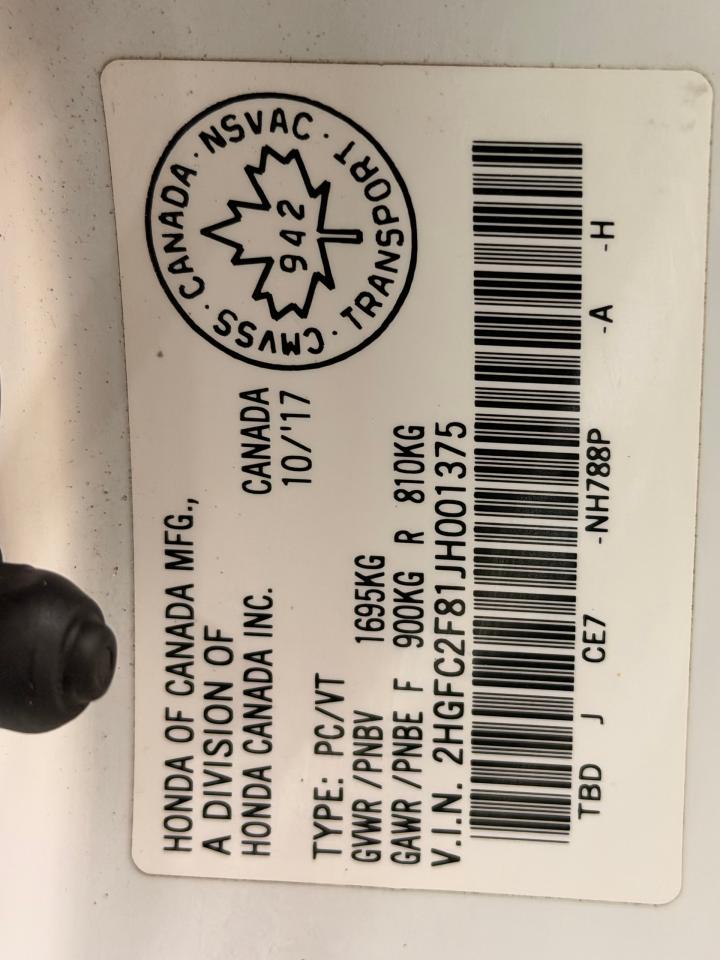 HONDA OF CANADA MFG.,
A DIVISION OF
HONDA CANADA INC. CANADA
10/'17
TYPE: PC/VT
GVWR /PNBV 1695KG
GAWR /PNBE F 900KG R 810KG
V.I.N. 2HGFC2F81JH001375
TBD J CE7 -NH788P -A -H
CMVSS · CANADA · NSVAC · TRANSPORT ·
942